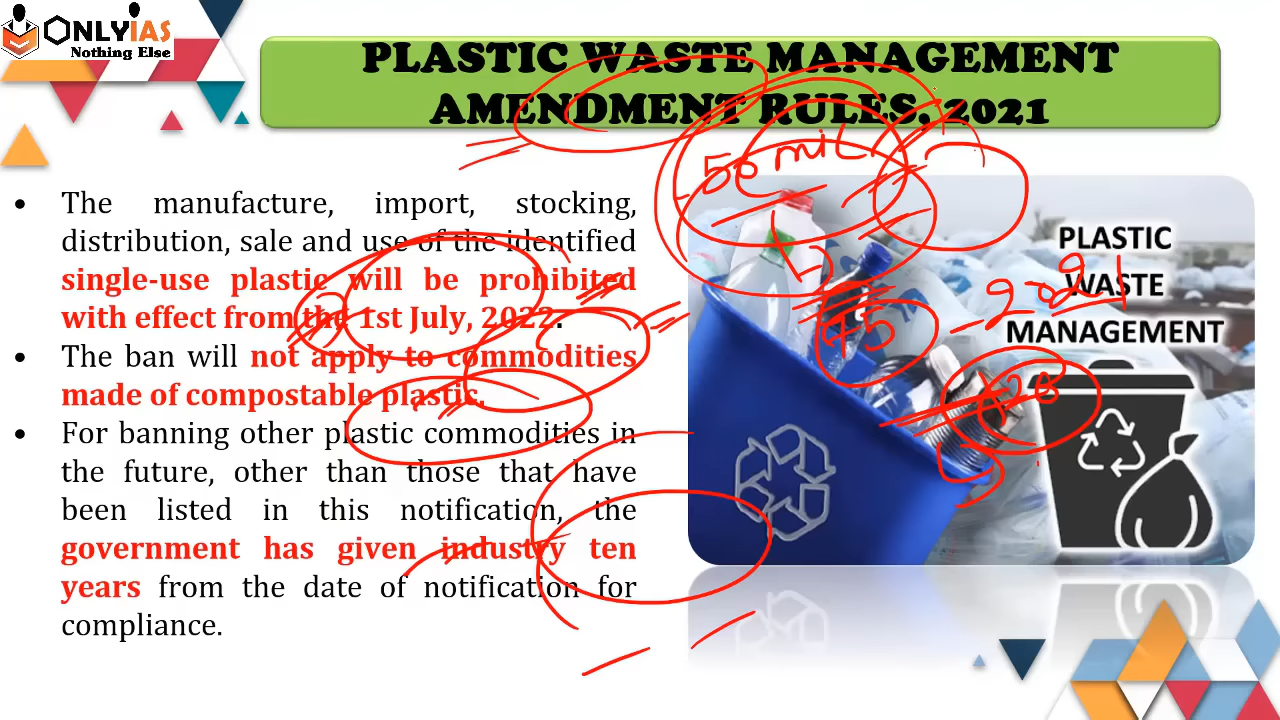 ONLYIAS
Nothing Else
PLASTIC WASTE MANAGEMENT
AMENDMENT RULES, 2021
• The manufacture, import, stocking,
distribution, sale and use of the identified
single-use plastic will be prohibited
with effect from the 1st July, 2022.
• The ban will not apply to commodities
made of compostable plastic.
• For banning other plastic commodities in
the future, other than those that have
been listed in this notification, the
government has given industry ten
years from the date of notification for
compliance.
50 mic
75 - 2021
PLASTIC
WASTE
MANAGEMENT